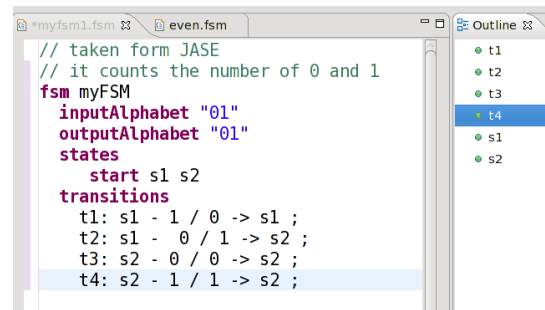 *myfsm1.fsm
even.fsm
Outline
// taken form JASE
// it counts the number of 0 and 1
fsm myFSM
inputAlphabet "01"
outputAlphabet "01"
states
start s1 s2
transitions
t1: s1 - 1 / 0 -> s1 ;
t2: s1 -  0 / 1 -> s2 ;
t3: s2 - 0 / 0 -> s2 ;
t4: s2 - 1 / 1 -> s2 ;
t1
t2
t3
t4
s1
s2